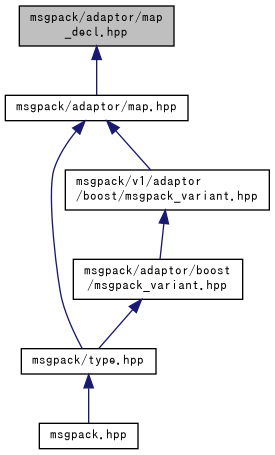 msgpack/adaptor/map
_decl.hpp
msgpack/adaptor/map.hpp
msgpack/v1/adaptor
/boost/msgpack_variant.hpp
msgpack/adaptor/boost
/msgpack_variant.hpp
msgpack/type.hpp
msgpack.hpp